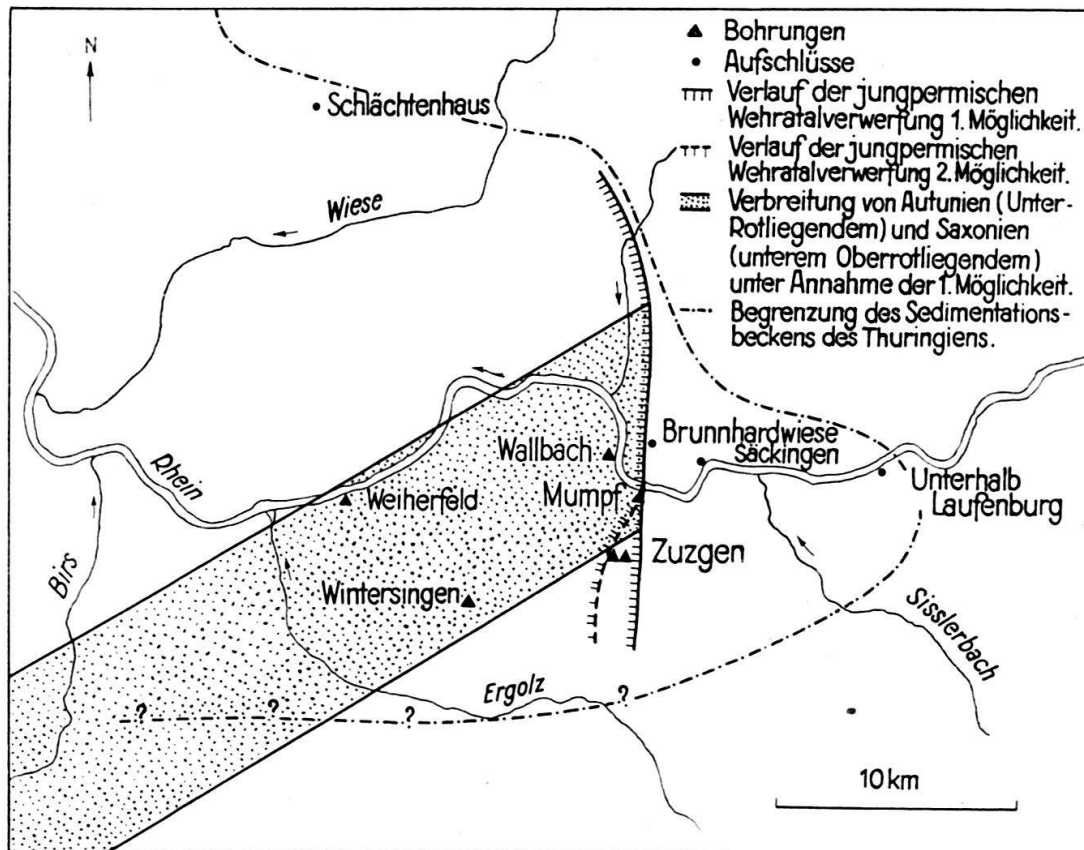 N
Bohrungen
Aufschlüsse
Verlauf der jungpermischen
Wehratalverwerfung 1. Möglichkeit.
Verlauf der jungpermischen
Wehratalverwerfung 2. Möglichkeit.
Verbreitung von Autunien (Unter-
Rotliegendem) und Saxonien
(unterem Oberrotliegendem)
unter Annahme der 1. Möglichkeit.
Begrenzung des Sedimentations-
beckens des Thuringiens.
Schlächtenhaus
Wiese
Rhein
Wallbach
Brunnhardwiese
Säckingen
Weiherfeld
Mumpf
Unterhalb
Laufenburg
Zuzgen
Birs
Wintersingen
Sisslerbach
Ergolz
? ? ? ?
10 km